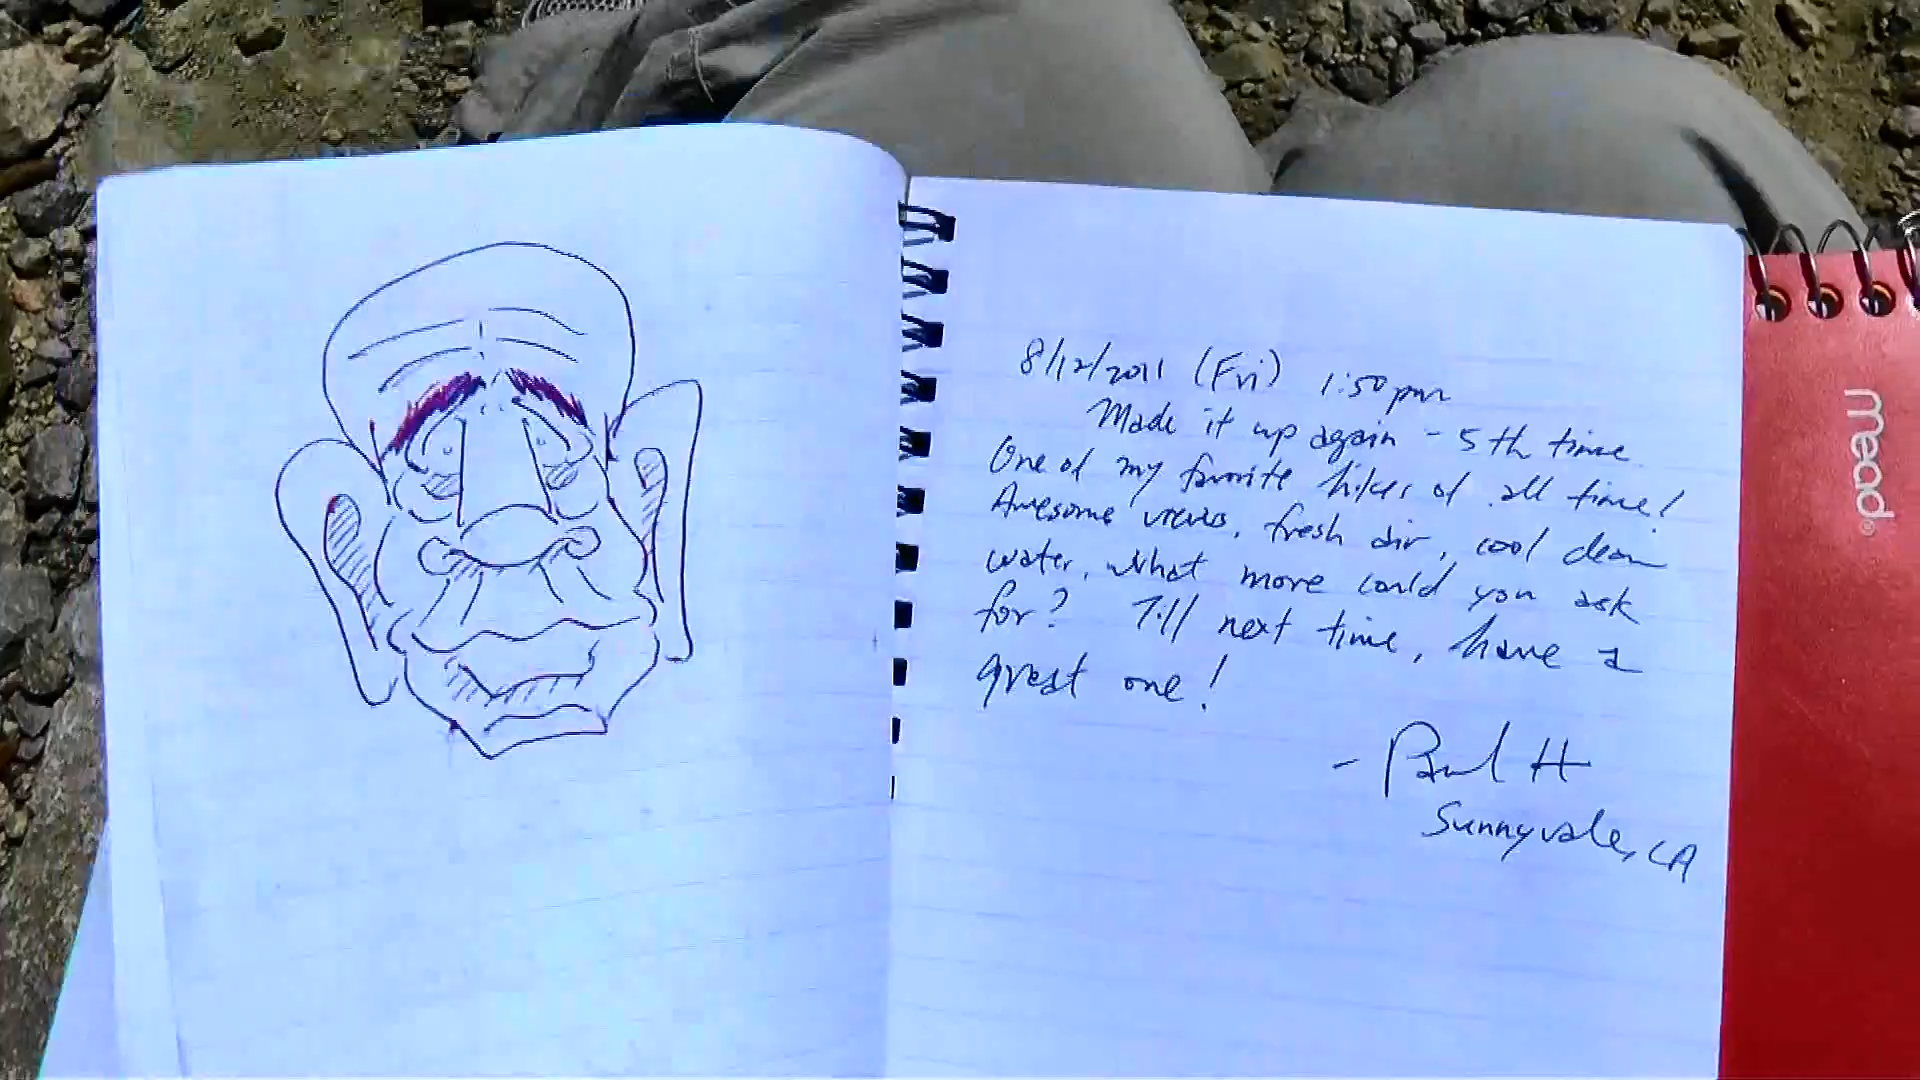 8/12/2011 (Fri) 1:50pm
Made it up again - 5th time.
One of my favorite hikes of all time!
Awesome views, fresh air, cool clean
water, what more could you ask
for? Till next time, have a
great one!
- Paul H
Sunnyvale, CA
mead